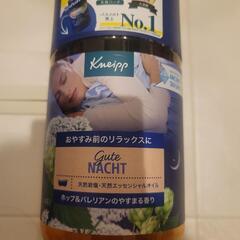 No.1
Kneipp
おやすみ前のリラックスに
Gute
NACHT
天然岩塩・天然エッセンシャルオイル
ホップ&バレリアンのやすまる香り